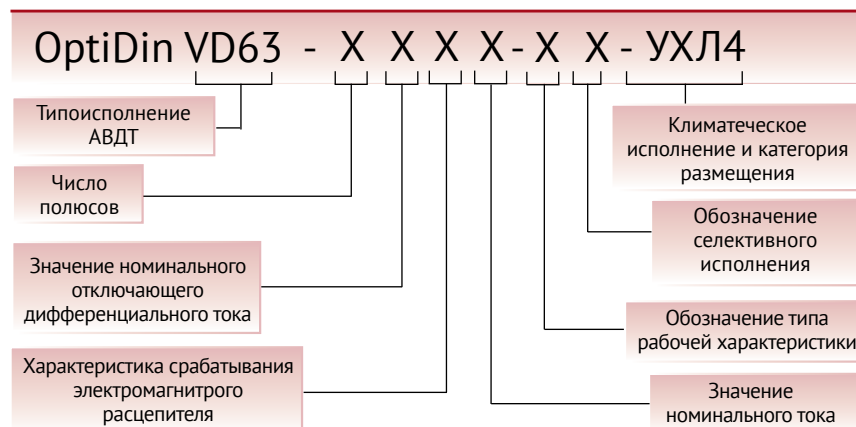 OptiDin VD63 - X X X X - X X - УХЛ4
Типоисполнение
АВДТ
Число
полюсов
Значение номинального
отключающего
дифференциального тока
Характеристика срабатывания
электромагнитрого
расцепителя
Климатеческое
исполнение и категория
размещения
Обозначение
селективного
исполнения
Обозначение типа
рабочей характеристики
Значение
номинального тока